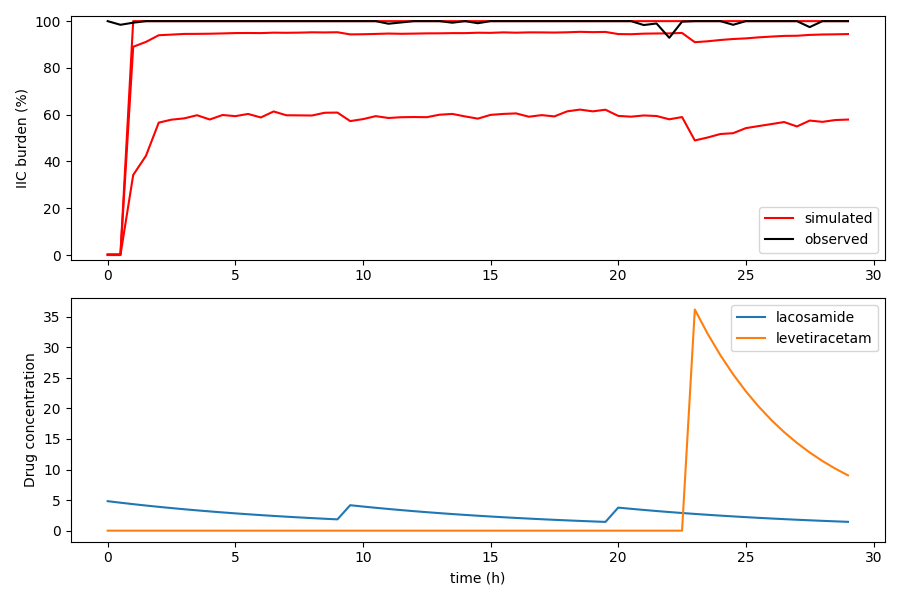 IIC burden (%)
100
80
60
40
20
0
simulated
observed
0 5 10 15 20 25 30
Drug concentration
35
30
25
20
15
10
5
0
lacosamide
levetiracetam
0 5 10 15 20 25 30
time (h)